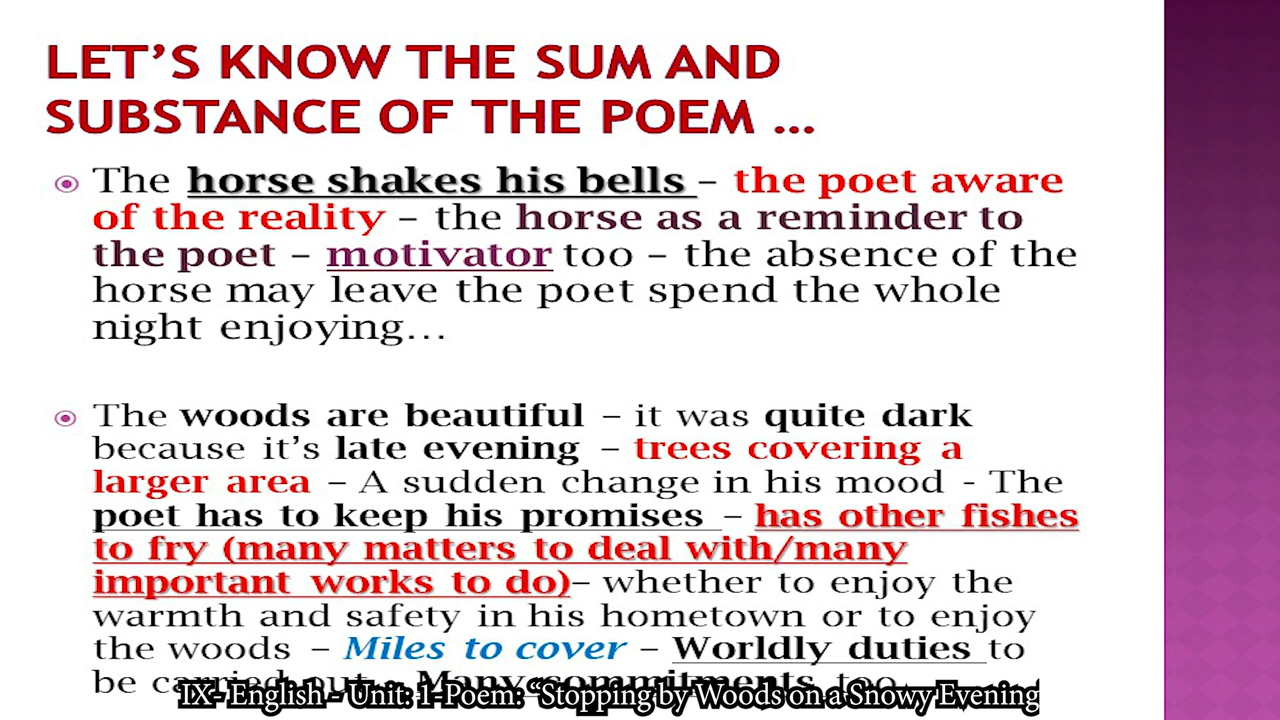 LET'S KNOW THE SUM AND
SUBSTANCE OF THE POEM ...
The horse shakes his bells – the poet aware
of the reality – the horse as a reminder to
the poet – motivator too – the absence of the
horse may leave the poet spend the whole
night enjoying...
The woods are beautiful – it was quite dark
because it's late evening – trees covering a
larger area – A sudden change in his mood - The
poet has to keep his promises – has other fishes
to fry (many matters to deal with/many
important works to do)– whether to enjoy the
warmth and safety in his hometown or to enjoy
the woods – Miles to cover – Worldly duties to
be carried out – Many commitments too
IX- English - Unit: 1-Poem: “Stopping by Woods on a Snowy Evening